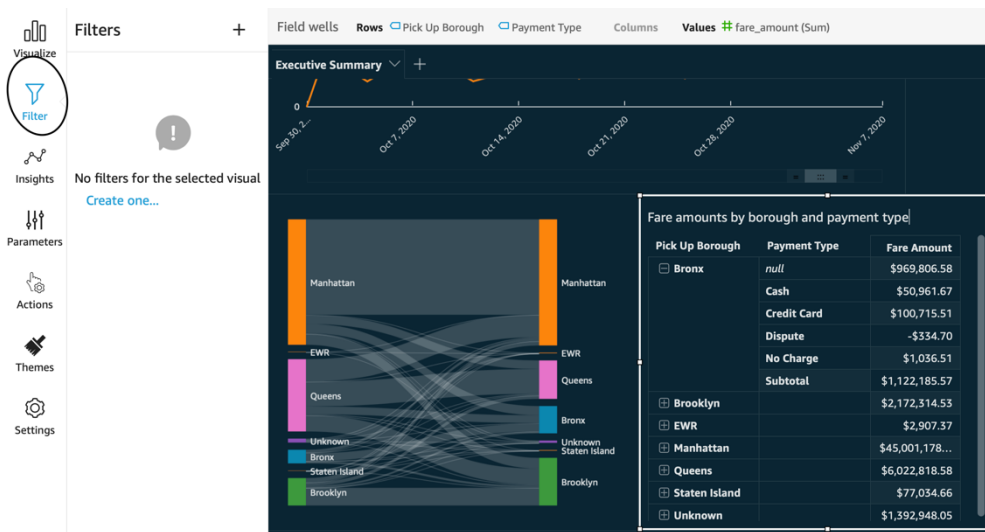 Visualize
Filter
Insights
Parameters
Actions
Themes
Settings
Filters +
No filters for the selected visual
Create one...
Field wells Rows Pick Up Borough Payment Type Columns Values fare_amount (Sum)
Executive Summary +
0
Sep 30, 2...
Oct 7, 2020
Oct 14, 2020
Oct 21, 2020
Oct 28, 2020
Nov 7, 2020
Manhattan
EWR
Queens
Unknown
Bronx
Staten Island
Brooklyn
Manhattan
EWR
Queens
Bronx
Unknown
Staten Island
Brooklyn
Fare amounts by borough and payment type
Pick Up Borough Payment Type Fare Amount
Bronx null $969,806.58
Cash $50,961.67
Credit Card $100,715.51
Dispute -$334.70
No Charge $1,036.51
Subtotal $1,122,185.57
Brooklyn $2,172,314.53
EWR $2,907.37
Manhattan $45,001,178...
Queens $6,022,818.58
Staten Island $77,034.66
Unknown $1,392,948.05